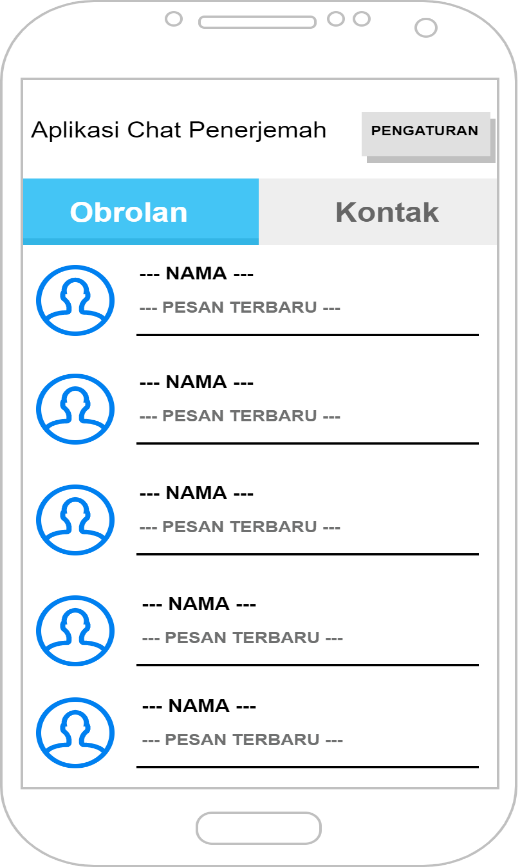 Aplikasi Chat Penerjemah
PENGATURAN
Obrolan
Kontak
--- NAMA ---
--- PESAN TERBARU ---
--- NAMA ---
--- PESAN TERBARU ---
--- NAMA ---
--- PESAN TERBARU ---
--- NAMA ---
--- PESAN TERBARU ---
--- NAMA ---
--- PESAN TERBARU ---